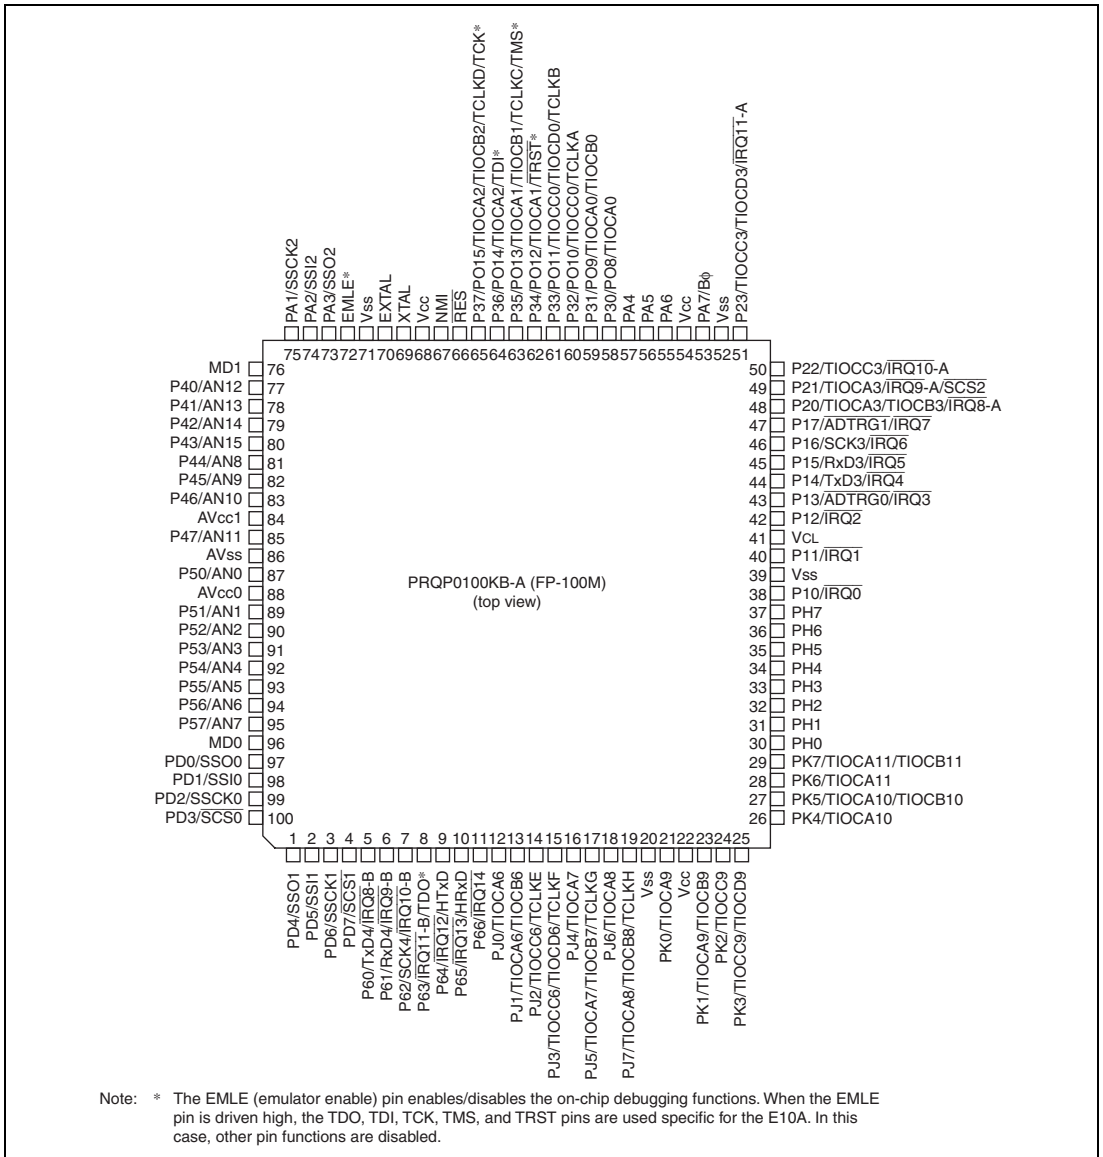 P37/PO15/TIOCA2/TIOCB2/TCLKD/TCK*
P36/PO14/TIOCA2/TDI*
P35/PO13/TIOCA1/TIOCB1/TCLKC/TMS*
P34/PO12/TIOCA1/TRST*
P33/PO11/TIOCC0/TIOCD0/TCLKB
P32/PO10/TIOCC0/TCLKA
P31/PO9/TIOCA0/TIOCB0
P30/PO8/TIOCA0
P23/TIOCC3/TIOCD3/IRQ11-A
PA1/SSCK2
PA2/SSI2
PA3/SSO2
EMLE*
Vss
EXTAL
XTAL
Vcc
NMI
RES
PA4
PA5
PA6
Vcc
PA7/Bφ
Vss
75 74 73 72 71 70 69 68 67 66 65 64 63 62 61 60 59 58 57 56 55 54 53 52 51
MD1 76
P40/AN12 77
P41/AN13 78
P42/AN14 79
P43/AN15 80
P44/AN8 81
P45/AN9 82
P46/AN10 83
AVcc1 84
P47/AN11 85
AVss 86
P50/AN0 87
AVcc0 88
P51/AN1 89
P52/AN2 90
P53/AN3 91
P54/AN4 92
P55/AN5 93
P56/AN6 94
P57/AN7 95
MD0 96
PD0/SSO0 97
PD1/SSI0 98
PD2/SSCK0 99
PD3/SCS0 100
PRQP0100KB-A (FP-100M)
(top view)
50 P22/TIOCC3/IRQ10-A
49 P21/TIOCA3/IRQ9-A/SCS2
48 P20/TIOCA3/TIOCB3/IRQ8-A
47 P17/ADTRG1/IRQ7
46 P16/SCK3/IRQ6
45 P15/RxD3/IRQ5
44 P14/TxD3/IRQ4
43 P13/ADTRG0/IRQ3
42 P12/IRQ2
41 VCL
40 P11/IRQ1
39 Vss
38 P10/IRQ0
37 PH7
36 PH6
35 PH5
34 PH4
33 PH3
32 PH2
31 PH1
30 PH0
29 PK7/TIOCA11/TIOCB11
28 PK6/TIOCA11
27 PK5/TIOCA10/TIOCB10
26 PK4/TIOCA10
1 2 3 4 5 6 7 8 9 10 11 12 13 14 15 16 17 18 19 20 21 22 23 24 25
PD4/SSO1
PD5/SSI1
PD6/SSCK1
PD7/SCS1
P60/TxD4/IRQ8-B
P61/RxD4/IRQ9-B
P62/SCK4/IRQ10-B
P63/IRQ11-B/TDO*
P64/IRQ12/HTxD
P65/IRQ13/HRxD
P66/IRQ14
PJ0/TIOCA6
PJ1/TIOCA6/TIOCB6
PJ2/TIOCC6/TCLKE
PJ3/TIOCC6/TIOCD6/TCLKF
PJ4/TIOCA7
PJ5/TIOCA7/TIOCB7/TCLKG
PJ6/TIOCA8
PJ7/TIOCA8/TIOCB8/TCLKH
Vss
PK0/TIOCA9
Vcc
PK1/TIOCA9/TIOCB9
PK2/TIOCC9
PK3/TIOCC9/TIOCD9
Note: * The EMLE (emulator enable) pin enables/disables the on-chip debugging functions. When the EMLE
pin is driven high, the TDO, TDI, TCK, TMS, and TRST pins are used specific for the E10A. In this
case, other pin functions are disabled.